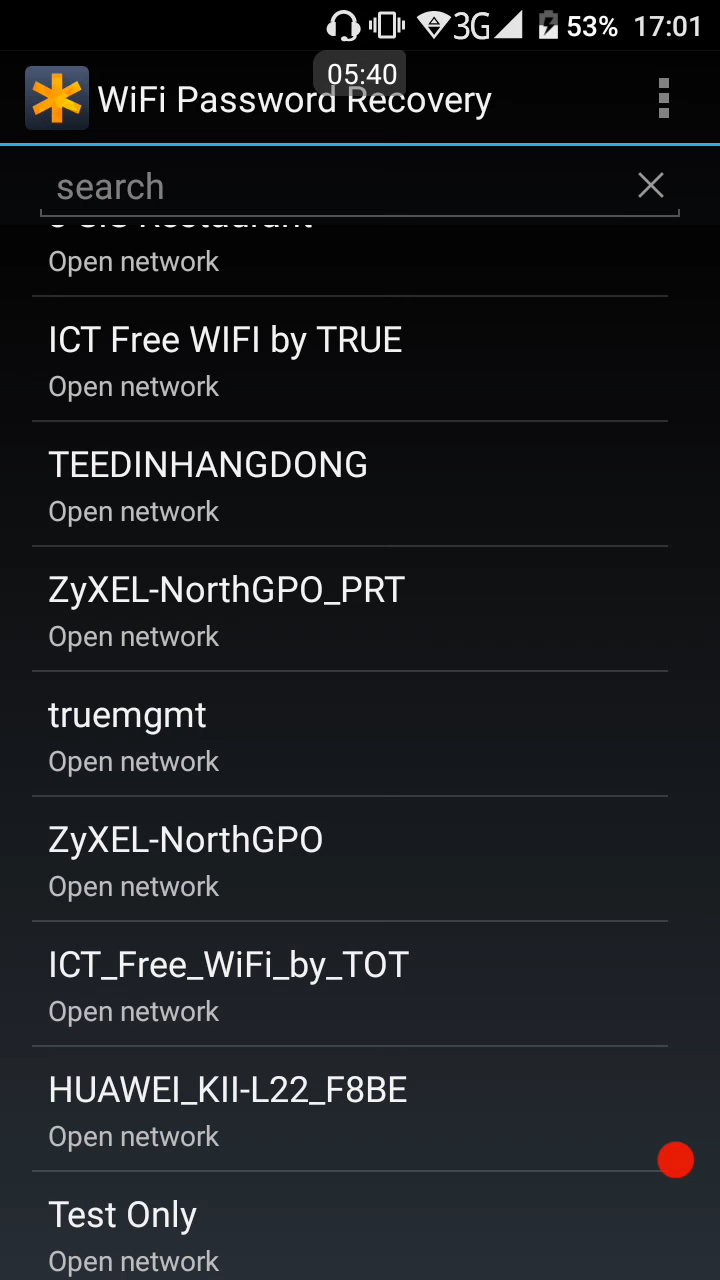 3G 53% 17:01
05:40
WiFi Password Recovery
search
Restaurant
Open network
ICT Free WIFI by TRUE
Open network
TEEDINHANGDONG
Open network
ZyXEL-NorthGPO_PRT
Open network
truemgmt
Open network
ZyXEL-NorthGPO
Open network
ICT_Free_WiFi_by_TOT
Open network
HUAWEI_KII-L22_F8BE
Open network
Test Only
Open network